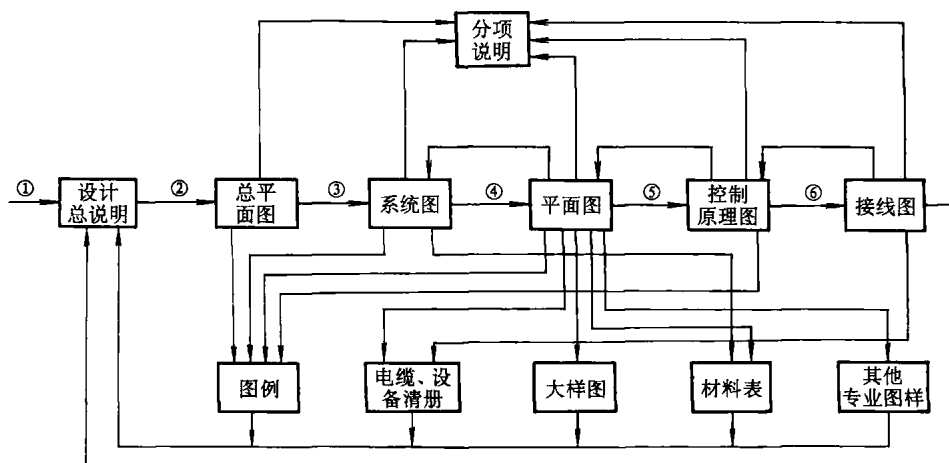 分项
说明
①
设计
总说明
②
总平
面图
③
系统图
④
平面图
⑤
控制
原理图
⑥
接线图
图例
电缆、设
备清册
大样图
材料表
其他
专业图样